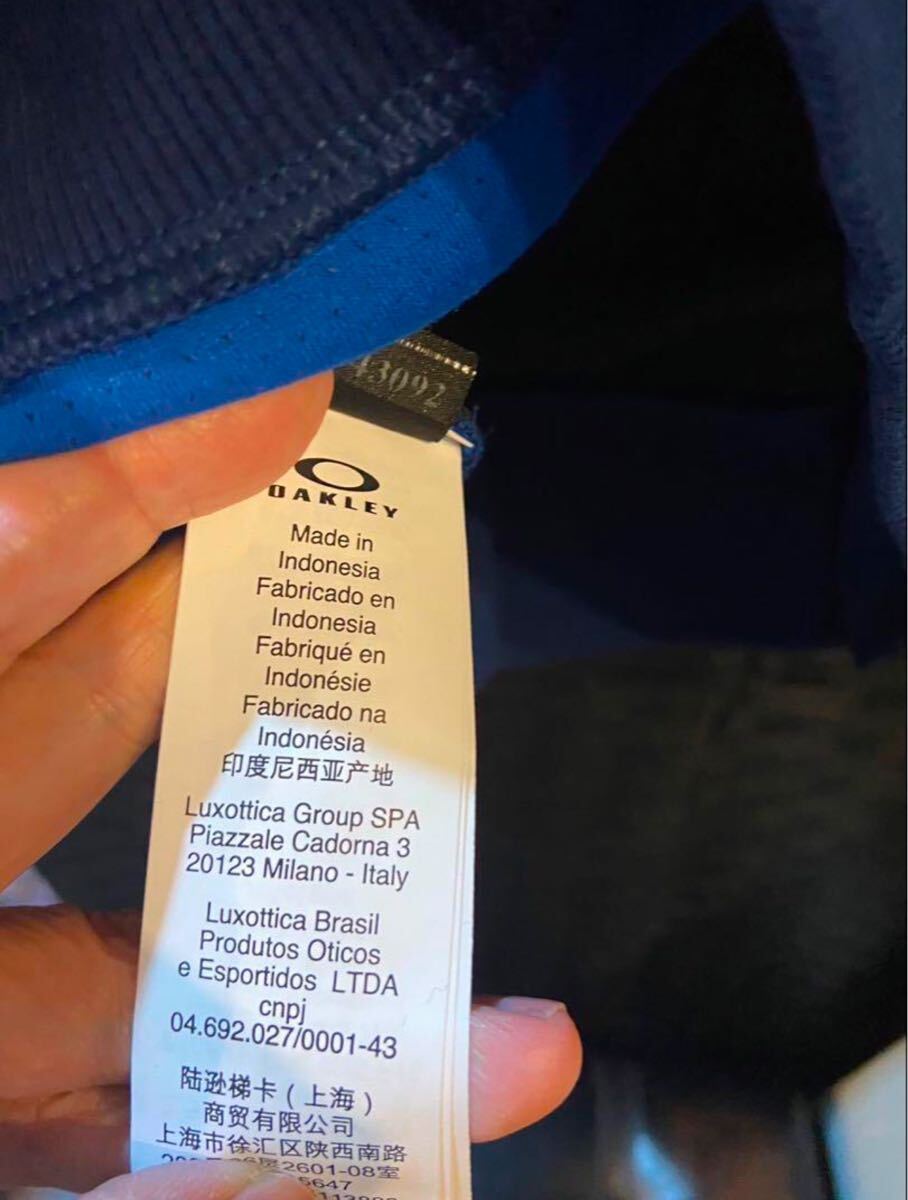 43092
OAKLEY
Made in
Indonesia
Fabricado en
Indonesia
Fabriqué en
Indonésie
Fabricado na
Indonésia
印度尼西亚产地
Luxottica Group SPA
Piazzale Cadorna 3
20123 Milano - Italy
Luxottica Brasil
Produtos Oticos
e Esportidos LTDA
cnpj
04.692.027/0001-43
陆逊梯卡（上海）
商贸有限公司
上海市徐汇区陕西南路
2601-08室
5647